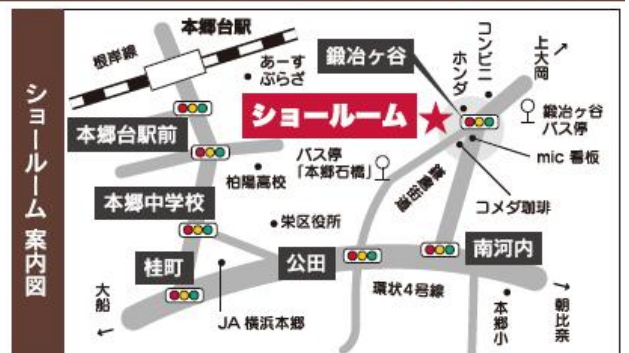 ショールーム 案内図
本郷台駅
根岸線
あーす
ぷらざ
鍛冶ヶ谷
ホンダ
コンビニ
上大岡
ショールーム
鍛冶ヶ谷
バス停
mic 看板
コメダ珈琲
本郷台駅前
柏陽高校
バス停
「本郷石橋」
鎌倉街道
本郷中学校
栄区役所
桂町
公田
南河内
環状4号線
大船
JA 横浜本郷
本郷小
朝比奈